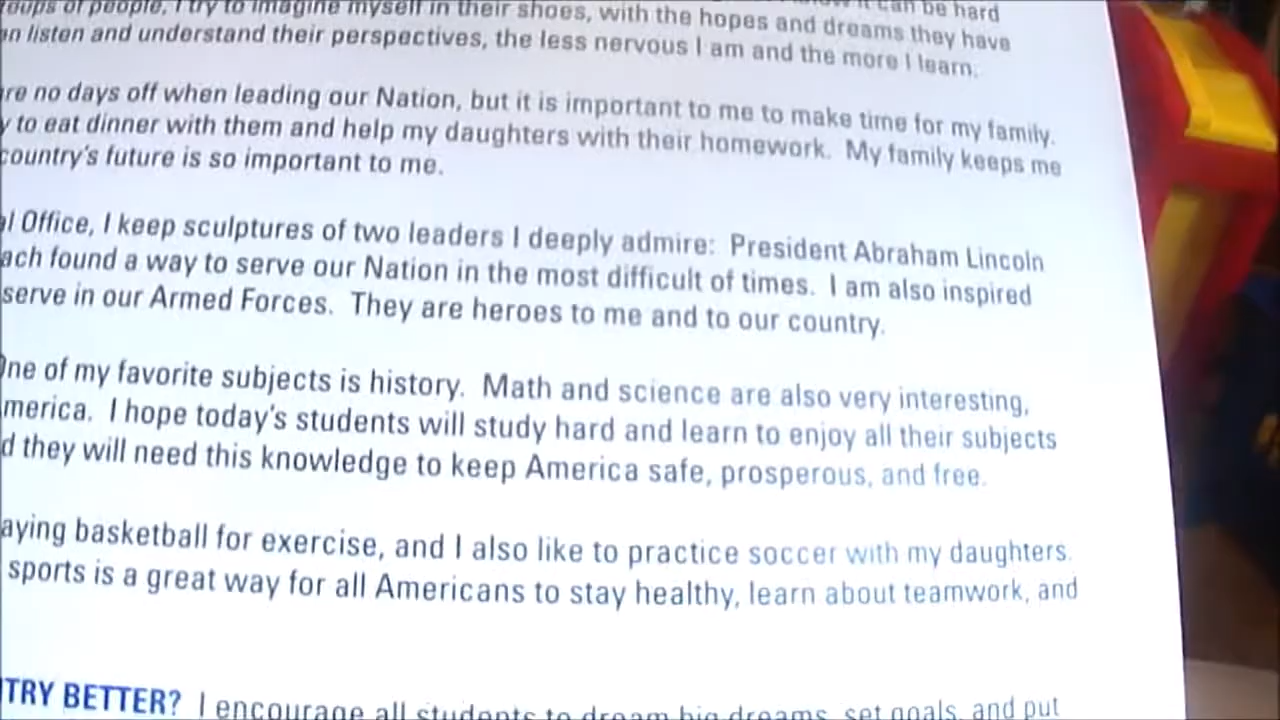 of people, I try to imagine myself in their shoes, with the hopes and dreams they have
listen and understand their perspectives, the less nervous I am and the more I learn.
no days off when leading our Nation, but it is important to me to make time for my family.
to eat dinner with them and help my daughters with their homework. My family keeps me
country's future is so important to me.
Office, I keep sculptures of two leaders I deeply admire: President Abraham Lincoln
ach found a way to serve our Nation in the most difficult of times. I am also inspired
serve in our Armed Forces. They are heroes to me and to our country.
One of my favorite subjects is history. Math and science are also very interesting,
merica. I hope today's students will study hard and learn to enjoy all their subjects
d they will need this knowledge to keep America safe, prosperous, and free.
aying basketball for exercise, and I also like to practice soccer with my daughters.
sports is a great way for all Americans to stay healthy, learn about teamwork, and
TRY BETTER? I encourage all students to dream big dreams, set goals, and put